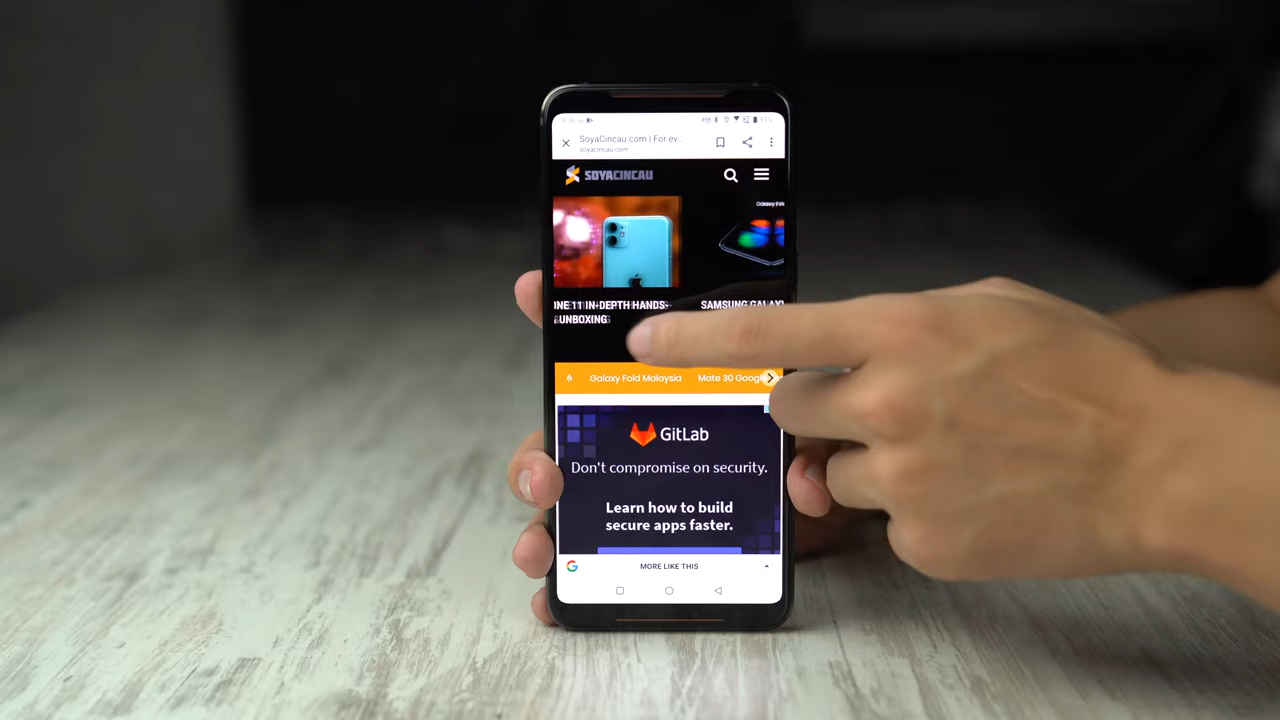 SoyaCincau.com | For ev..
soyacincau.com
SOYACINCAU
NE 11 IN-DEPTH HANDS-
UNBOXING
SAMSUNG GALAXY
Galaxy Fold Malaysia
Mate 30 Goog
GitLab
Don't compromise on security.
Learn how to build
secure apps faster.
G
MORE LIKE THIS